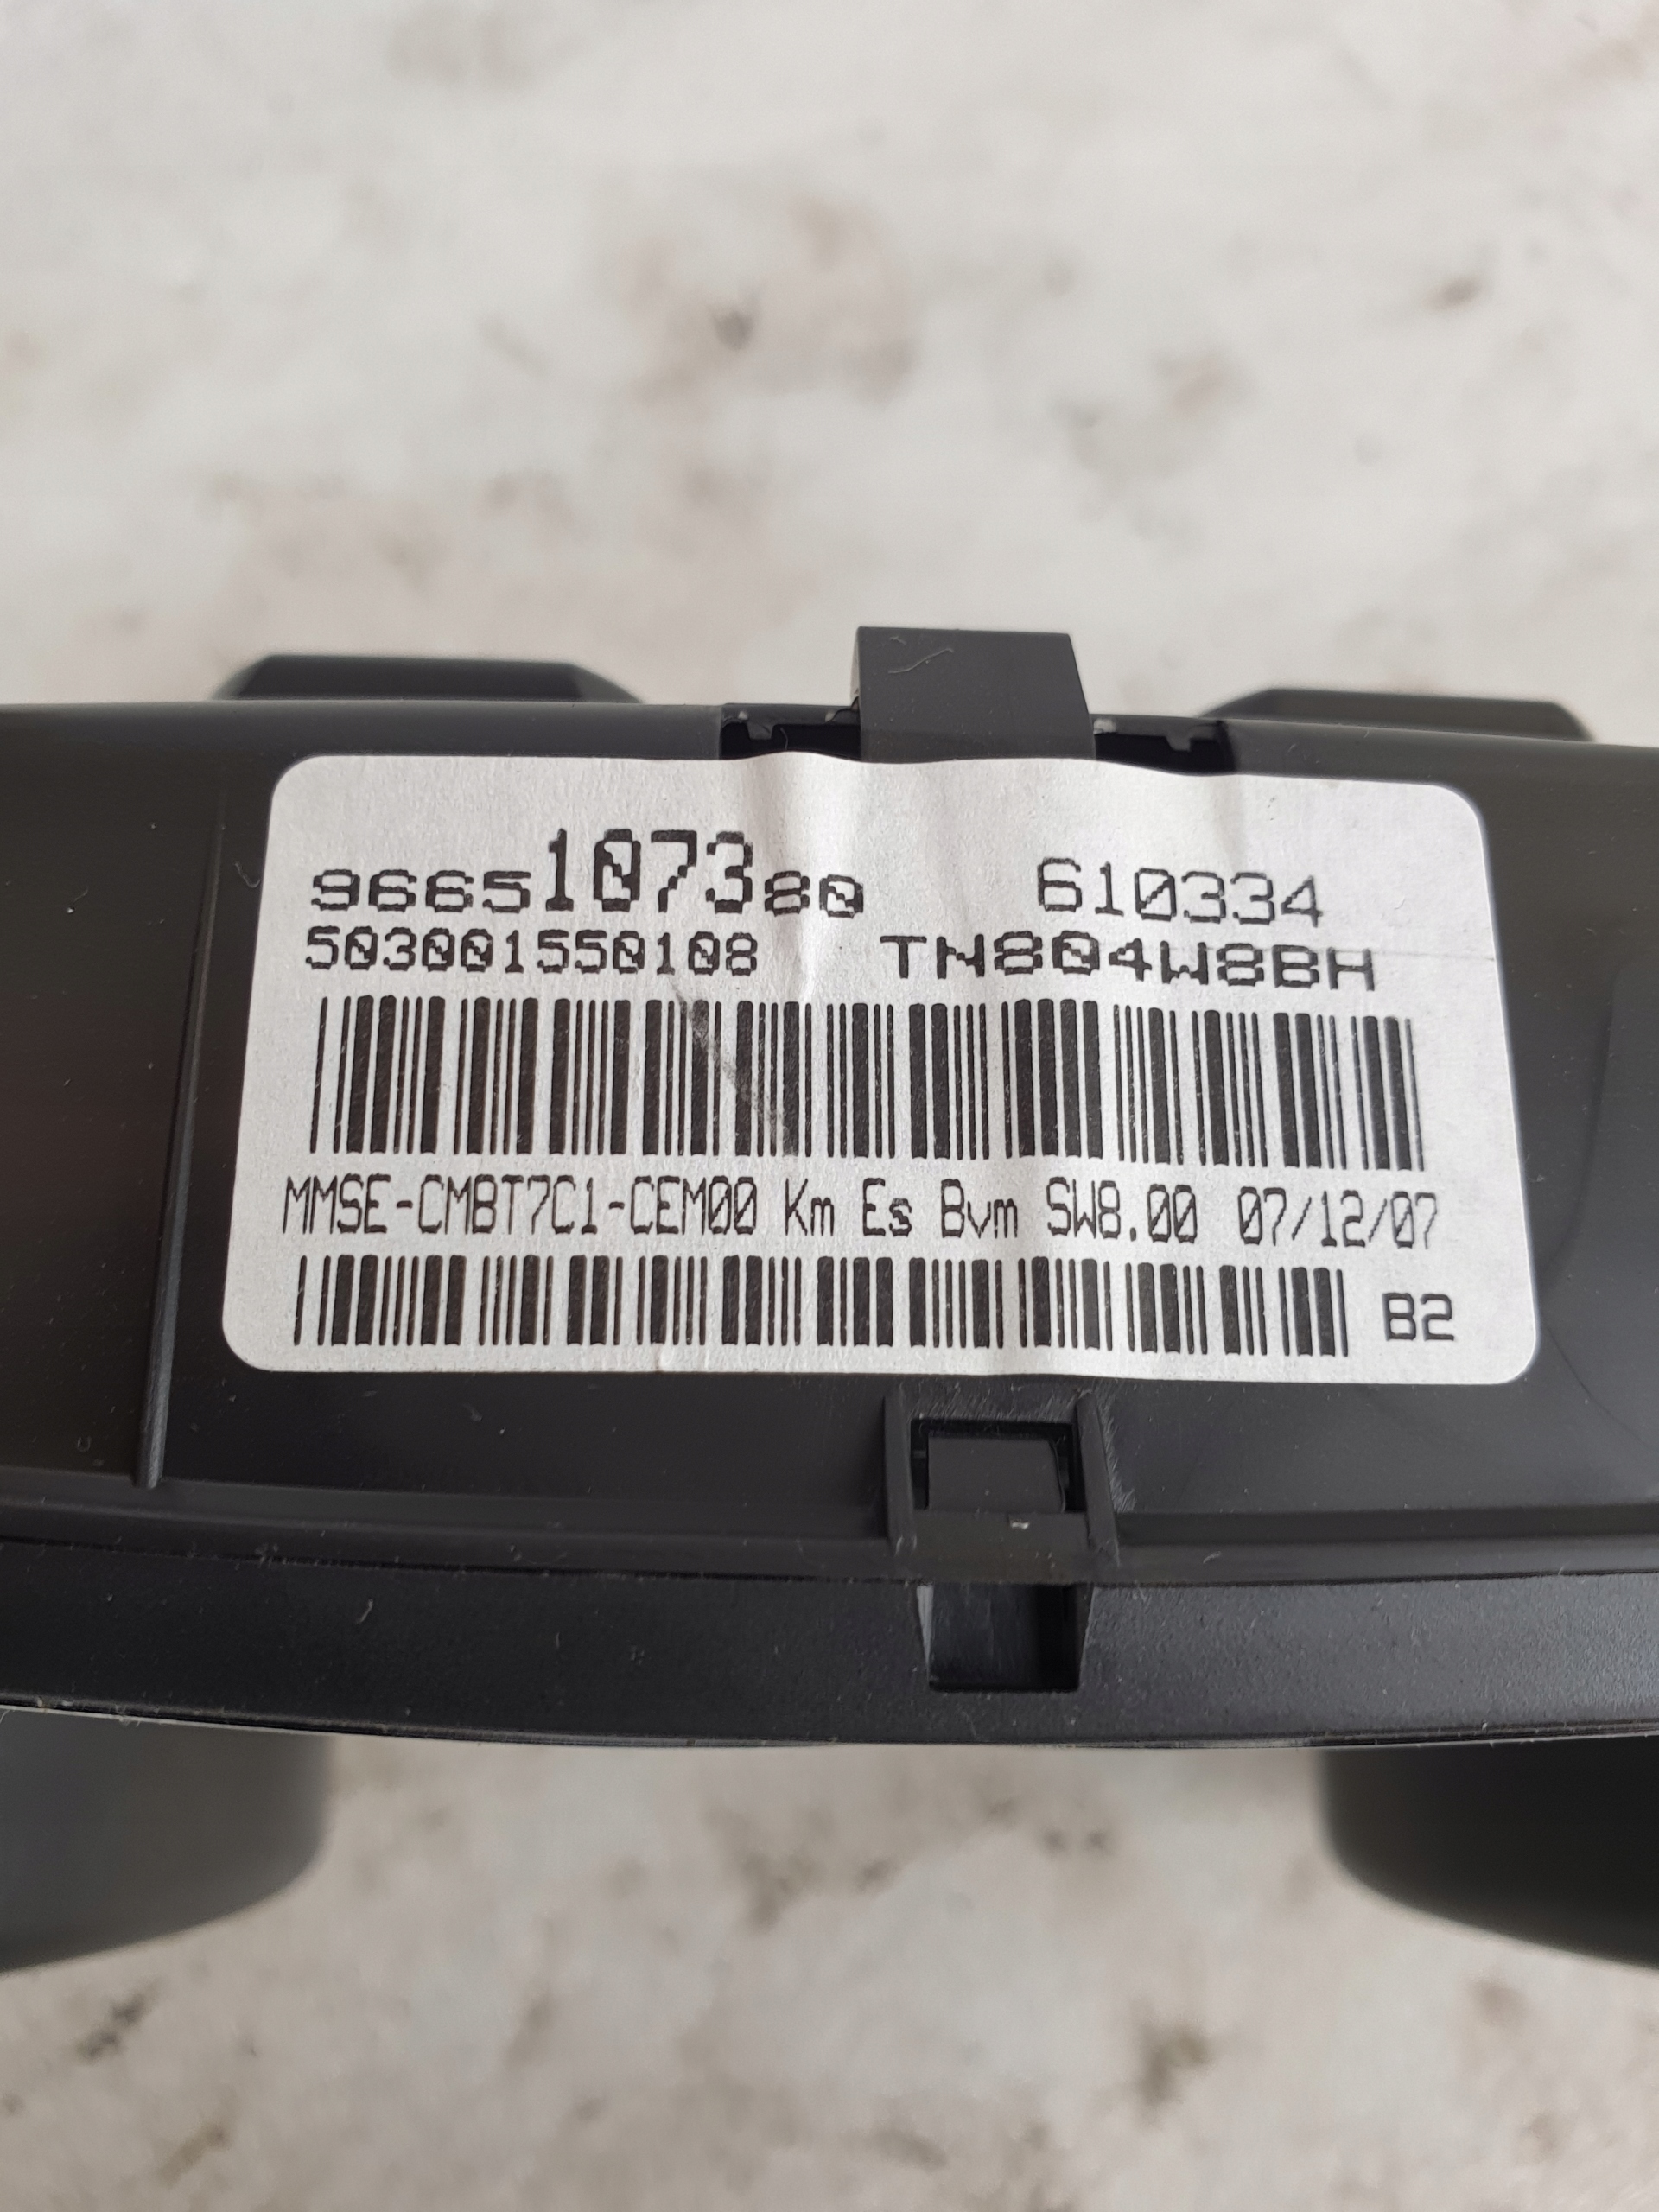 9665107380 610334
503001550108 TN804W8BH
MMSE-CMBT7C1-CEM00 Km Es Bvm SW8.00 07/12/07
B2